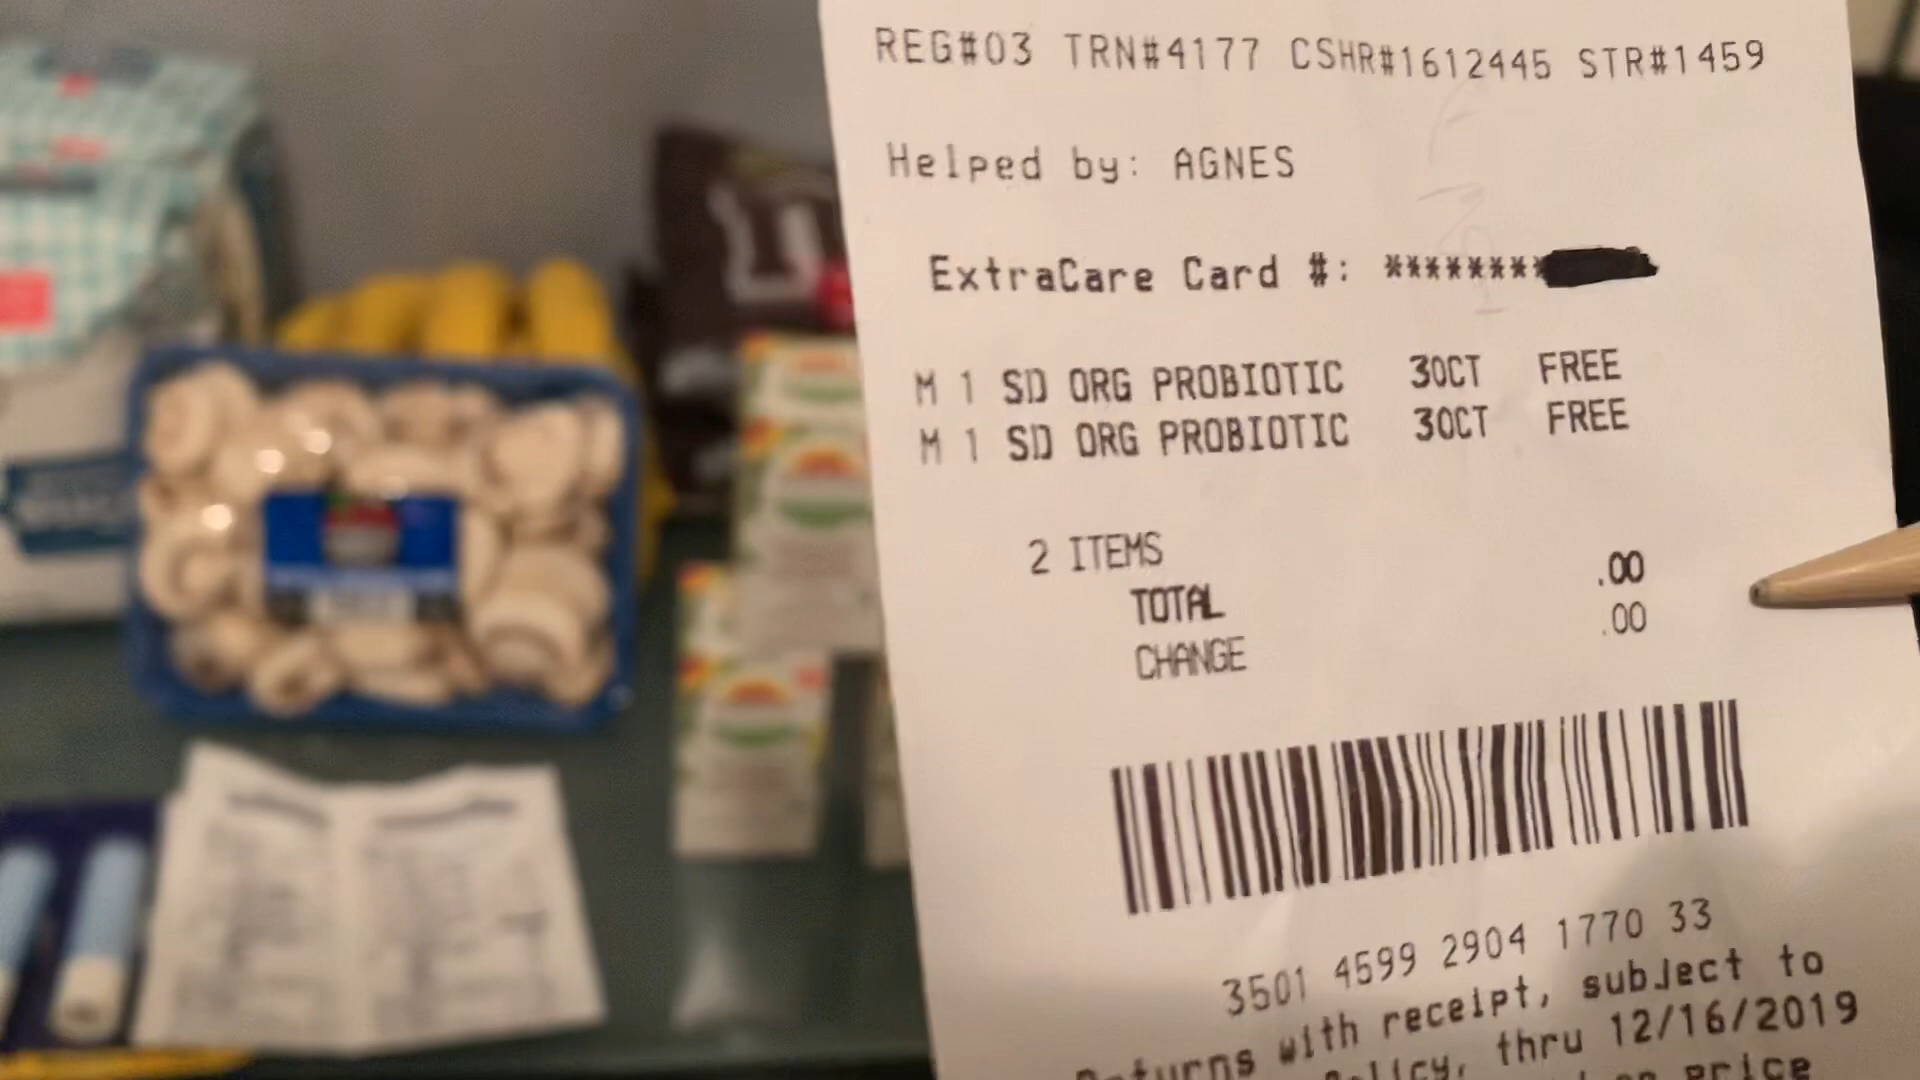 REG#03 TRN#4177 CSHR#1612445 STR#1459
Helped by: AGNES
ExtraCare Card #: ********
M 1 SD ORG PROBIOTIC 30CT FREE
M 1 SD ORG PROBIOTIC 30CT FREE
2 ITEMS
TOTAL .00
CHANGE .00
3501 4599 2904 1770 33
Returns with receipt, subject to
Policy, thru 12/16/2019
price